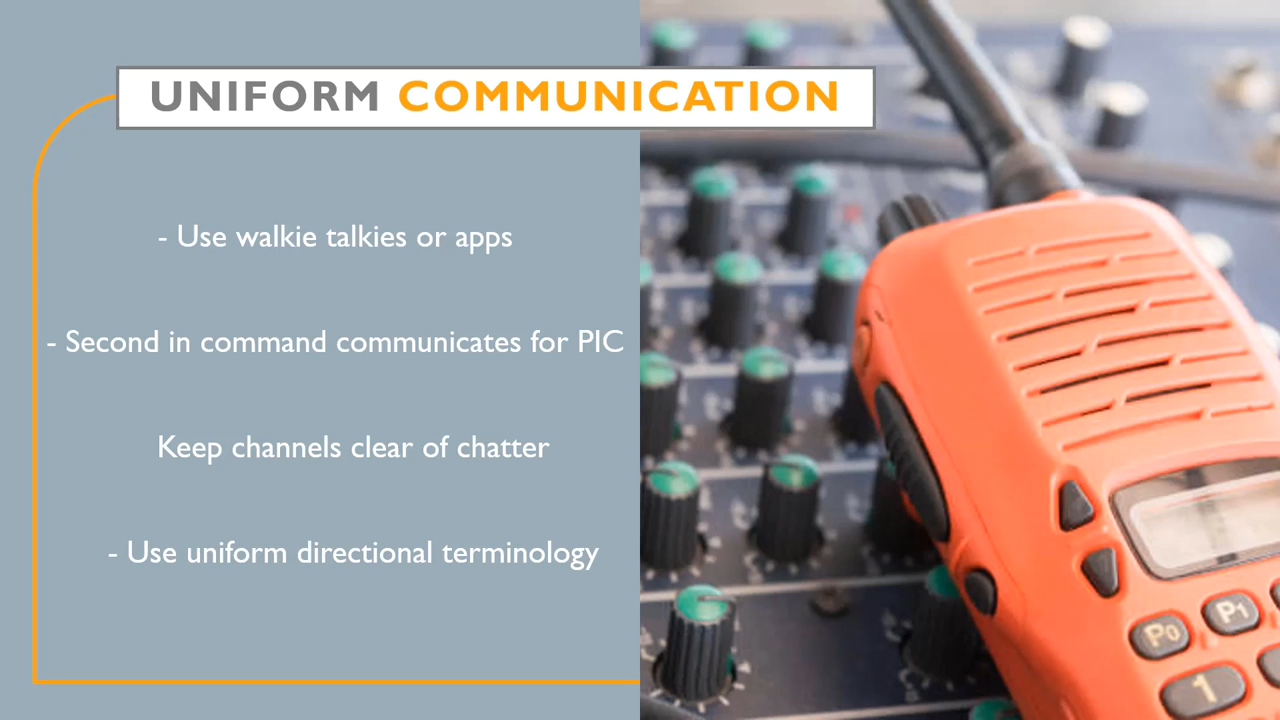 UNIFORM COMMUNICATION
- Use walkie talkies or apps
- Second in command communicates for PIC
Keep channels clear of chatter
- Use uniform directional terminology
P0 P1
1